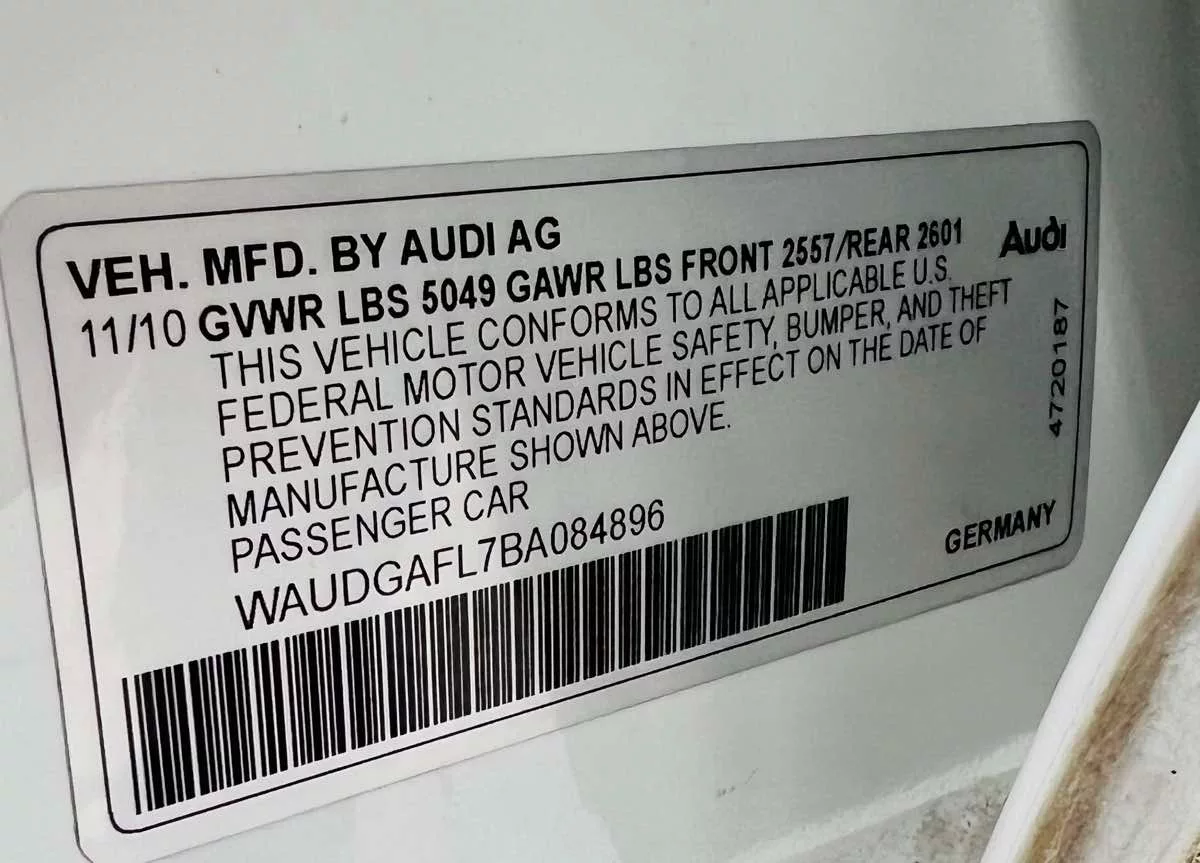 VEH. MFD. BY AUDI AG
Audi
11/10 GVWR LBS 5049 GAWR LBS FRONT 2557/REAR 2601
THIS VEHICLE CONFORMS TO ALL APPLICABLE U.S.
FEDERAL MOTOR VEHICLE SAFETY, BUMPER, AND THEFT
PREVENTION STANDARDS IN EFFECT ON THE DATE OF
MANUFACTURE SHOWN ABOVE.
PASSENGER CAR
WAUDGAFL7BA084896
4720187
GERMANY